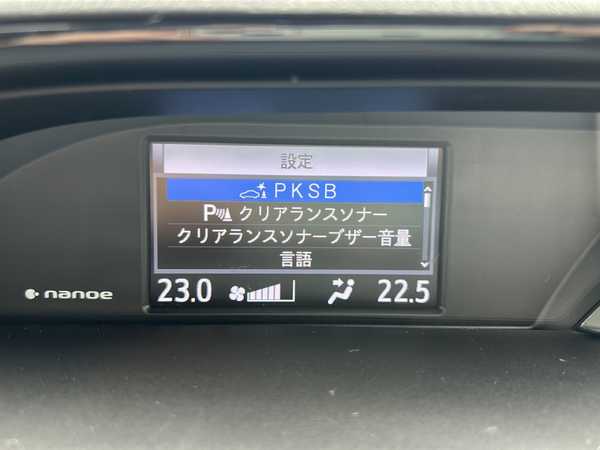 設定
PKSB
P クリアランスソナー
クリアランスソナーブザー音量
言語
23.0 22.5
nanoe